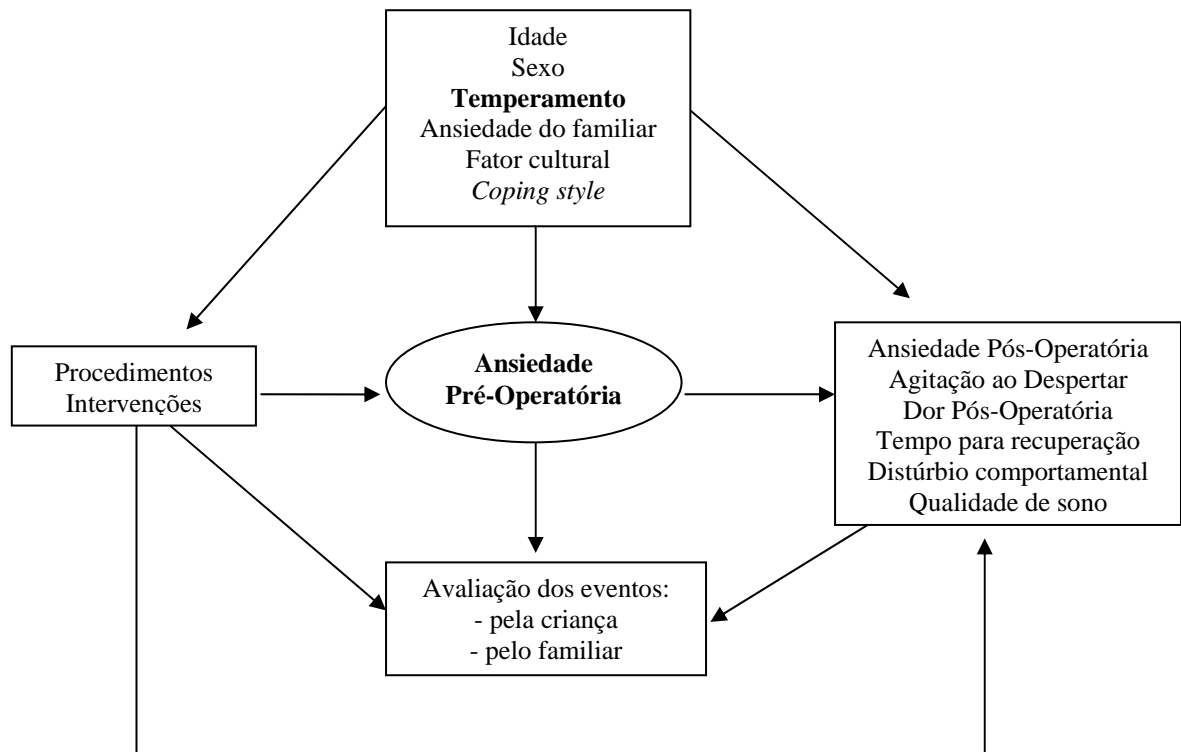 Idade
Sexo
Temperamento
Ansiedade do familiar
Fator cultural
Coping style
Procedimentos
Intervenções
Ansiedade
Pré-Operatória
Ansiedade Pós-Operatória
Agitação ao Despertar
Dor Pós-Operatória
Tempo para recuperação
Distúrbio comportamental
Qualidade de sono
Avaliação dos eventos:
- pela criança
- pelo familiar